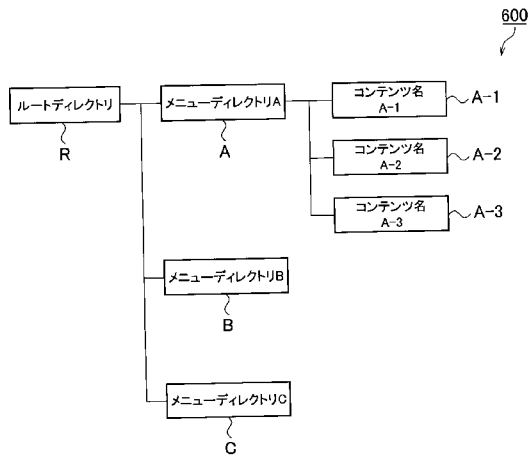 600
ルートディレクトリ
R
メニューディレクトリA
A
コンテンツ名
A-1
A-1
コンテンツ名
A-2
A-2
コンテンツ名
A-3
A-3
メニューディレクトリB
B
メニューディレクトリC
C